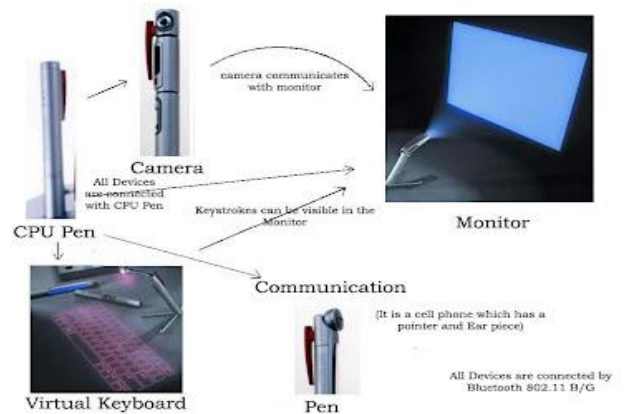 camera communicates
with monitor
Camera
All Devices
are connected
with CPU Pen
Keystrokes can be visible in the
Monitor
Monitor
CPU Pen
Communication
(It is a cell phone which has a
pointer and Ear piece)
All Devices are connected by
Bluetooth 802.11 B/G
Virtual Keyboard
Pen